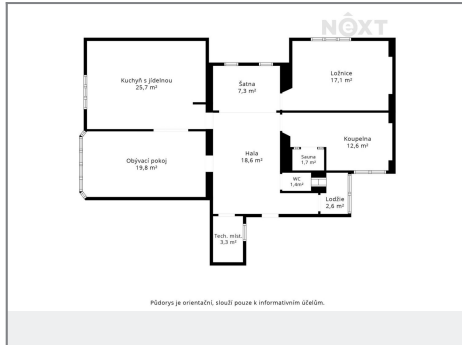 NEXT
Kuchyň s jídelnou
25,7 m²
Šatna
7,3 m²
Ložnice
17,1 m²
Koupelna
12,6 m²
Sauna
1,7 m²
Hala
18,6 m²
Obývací pokoj
19,8 m²
WC
1,4m²
Lodžie
2,6 m²
Tech. míst.
3,3 m²
Půdorys je orientační, slouží pouze k informativním účelům.